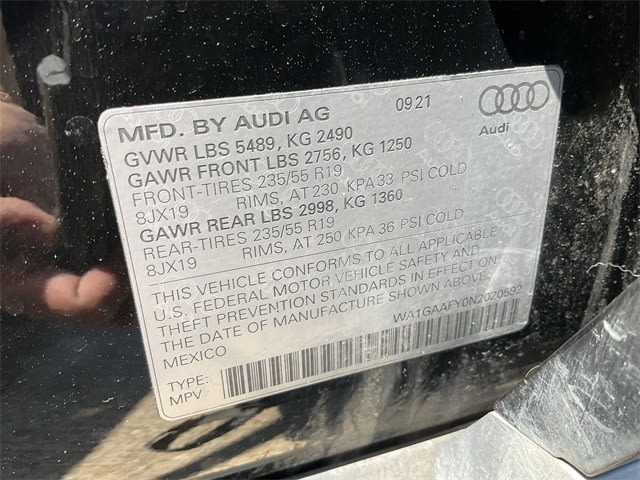 MFD. BY AUDI AG 09.21
Audi
GVWR LBS 5489, KG 2490
GAWR FRONT LBS 2756, KG 1250
FRONT-TIRES 235/55 R19
8JX19 RIMS, AT 230 KPA 33 PSI COLD
GAWR REAR LBS 2998, KG 1360
REAR-TIRES 235/55 R19
8JX19 RIMS, AT 250 KPA 36 PSI COLD
THIS VEHICLE CONFORMS TO ALL APPLICABLE
U.S. FEDERAL MOTOR VEHICLE SAFETY AND
THEFT PREVENTION STANDARDS IN EFFECT ON
THE DATE OF MANUFACTURE SHOWN ABOVE.
MEXICO WA1GAAFY0N2020592
TYPE:
MPV